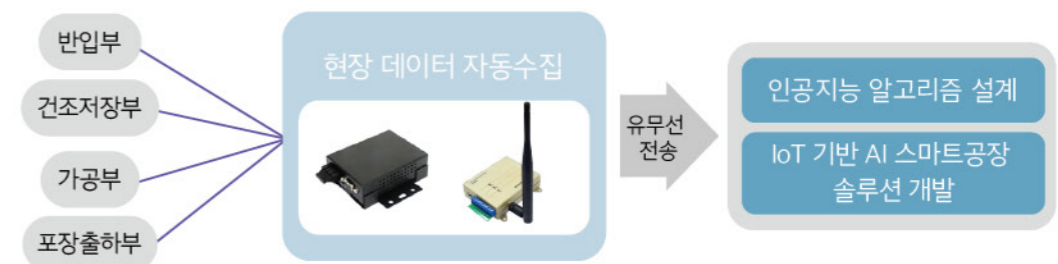 반입부
건조저장부
가공부
포장출하부
현장 데이터 자동수집
유무선
전송
인공지능 알고리즘 설계
IoT 기반 AI 스마트공장
솔루션 개발